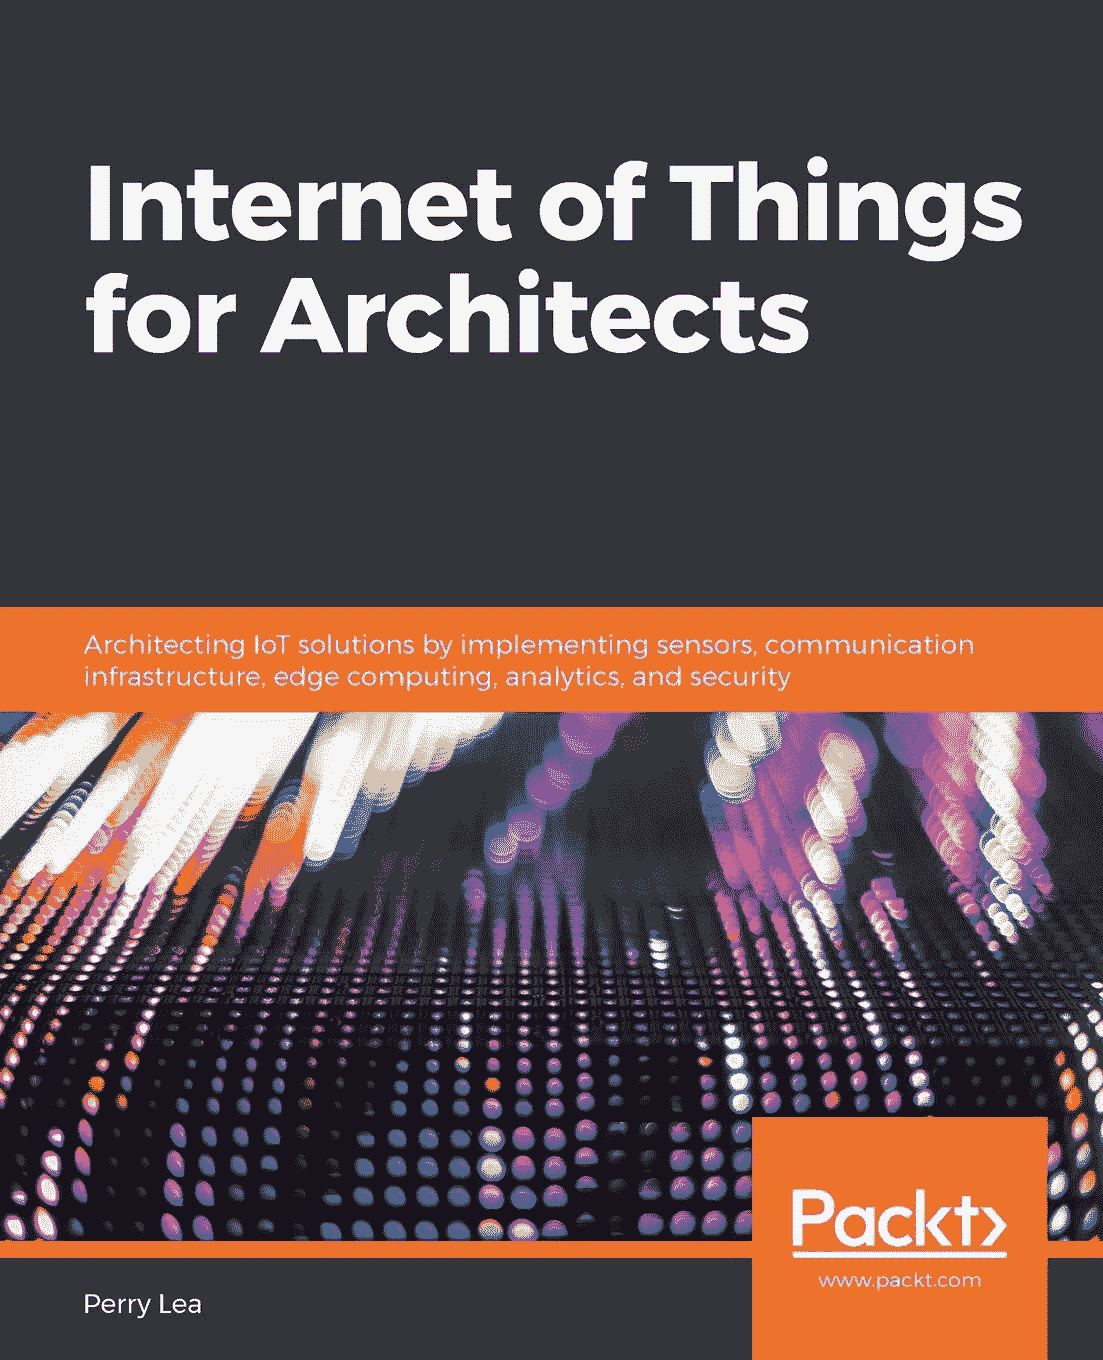 Internet of Things
for Architects
Architecting IoT solutions by implementing sensors, communication
infrastructure, edge computing, analytics, and security
Packt>
www.packt.com
Perry Lea